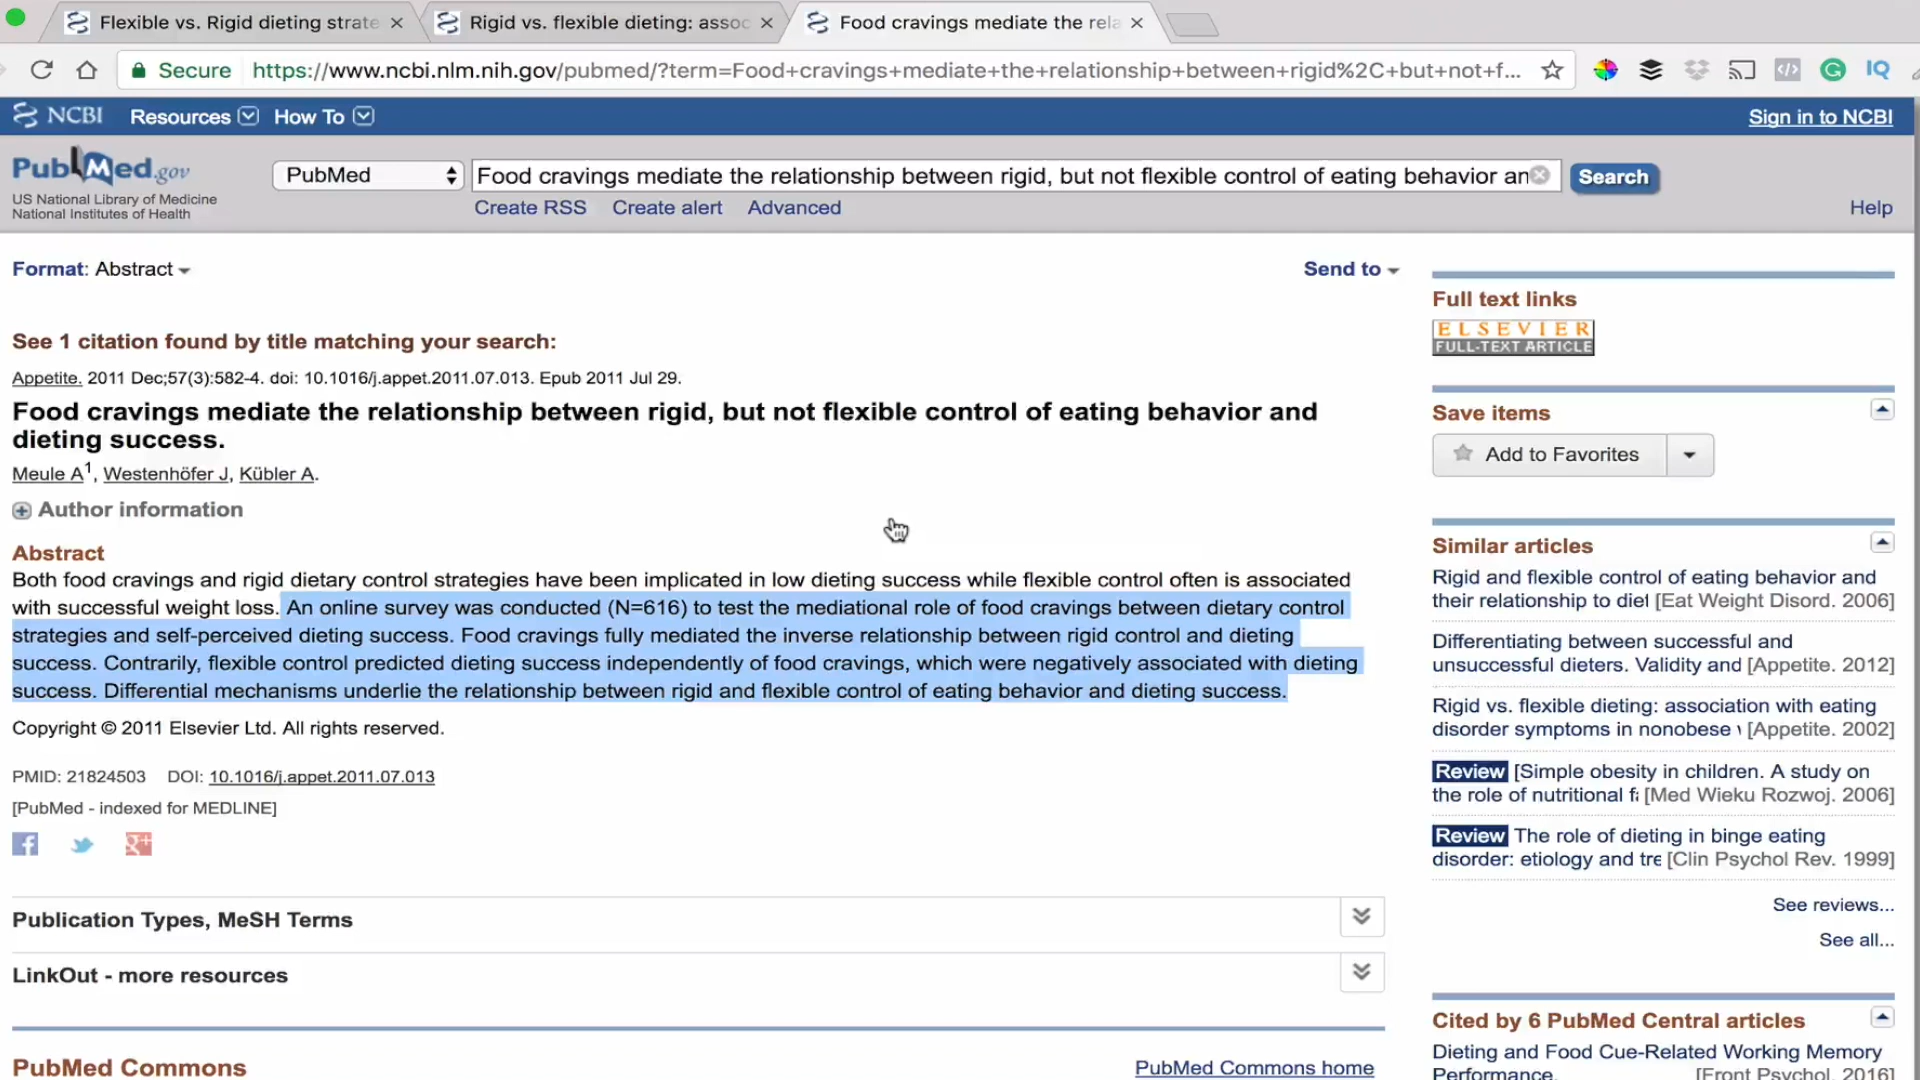 Flexible vs. Rigid dieting strate
Rigid vs. flexible dieting: assoc
Food cravings mediate the rela
Secure https://www.ncbi.nlm.nih.gov/pubmed/?term=Food+cravings+mediate+the+relationship+between+rigid%2C+but+not+f...
IQ
NCBI Resources How To Sign in to NCBI
PubMed.gov
US National Library of Medicine
National Institutes of Health
PubMed
Food cravings mediate the relationship between rigid, but not flexible control of eating behavior an
Search
Create RSS Create alert Advanced
Help
Format: Abstract
Send to
See 1 citation found by title matching your search:
Appetite. 2011 Dec;57(3):582-4. doi: 10.1016/j.appet.2011.07.013. Epub 2011 Jul 29.
Food cravings mediate the relationship between rigid, but not flexible control of eating behavior and
dieting success.
Meule A1, Westenhöfer J, Kübler A.
Author information
Abstract
Both food cravings and rigid dietary control strategies have been implicated in low dieting success while flexible control often is associated
with successful weight loss. An online survey was conducted (N=616) to test the mediational role of food cravings between dietary control
strategies and self-perceived dieting success. Food cravings fully mediated the inverse relationship between rigid control and dieting
success. Contrarily, flexible control predicted dieting success independently of food cravings, which were negatively associated with dieting
success. Differential mechanisms underlie the relationship between rigid and flexible control of eating behavior and dieting success.
Copyright © 2011 Elsevier Ltd. All rights reserved.
PMID: 21824503 DOI: 10.1016/j.appet.2011.07.013
[PubMed - indexed for MEDLINE]
Publication Types, MeSH Terms
LinkOut - more resources
PubMed Commons
PubMed Commons home
Full text links
ELSEVIER
FULL-TEXT ARTICLE
Save items
Add to Favorites
Similar articles
Rigid and flexible control of eating behavior and
their relationship to diet [Eat Weight Disord. 2006]
Differentiating between successful and
unsuccessful dieters. Validity and [Appetite. 2012]
Rigid vs. flexible dieting: association with eating
disorder symptoms in nonobese [Appetite. 2002]
Review [Simple obesity in children. A study on
the role of nutritional fa [Med Wieku Rozwoj. 2006]
Review The role of dieting in binge eating
disorder: etiology and tre [Clin Psychol Rev. 1999]
See reviews...
See all...
Cited by 6 PubMed Central articles
Dieting and Food Cue-Related Working Memory
Performance. [Front Psychol. 2016]